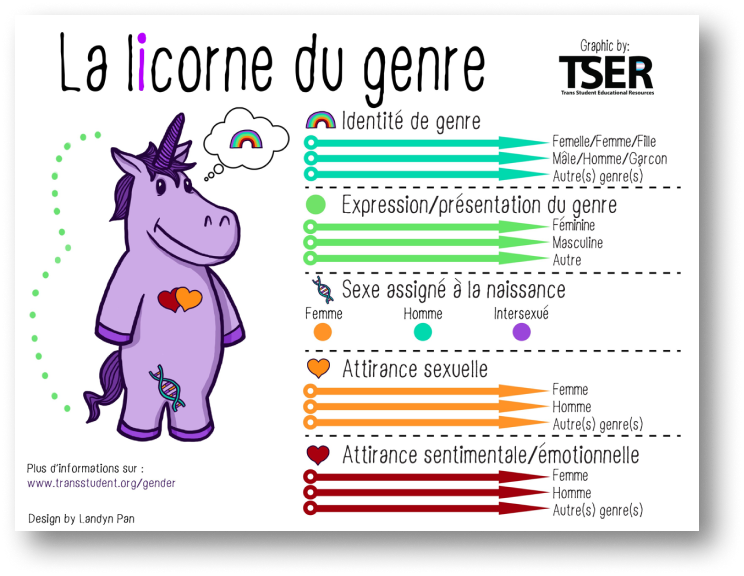 La licorne du genre
Graphic by:
TSER
Trans Student Educational Resources
Identité de genre
Femelle/Femme/Fille
Mâle/Homme/Garcon
Autre(s) genre(s)
Expression/présentation du genre
Féminine
Masculine
Autre
Sexe assigné à la naissance
Femme
Homme
Intersexué
Attirance sexuelle
Femme
Homme
Autre(s) genre(s)
Attirance sentimentale/émotionnelle
Femme
Homme
Autre(s) genre(s)
Plus d'informations sur :
www.transstudent.org/gender
Design by Landyn Pan